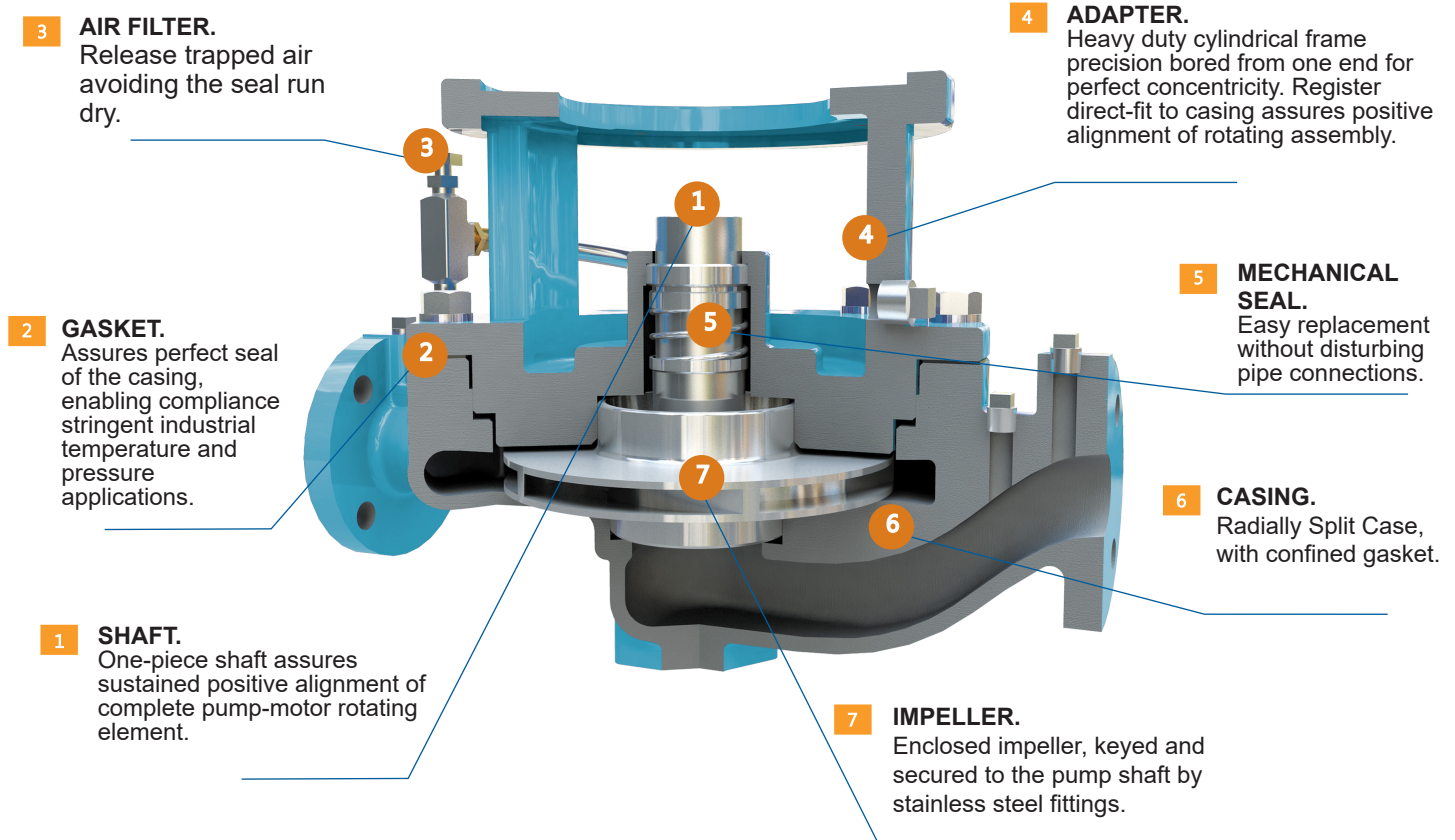 3
AIR FILTER.
Release trapped air
avoiding the seal run
dry.
4
ADAPTER.
Heavy duty cylindrical frame
precision bored from one end for
perfect concentricity. Register
direct-fit to casing assures positive
alignment of rotating assembly.
3
1
4
5
MECHANICAL
SEAL.
Easy replacement
without disturbing
pipe connections.
2
GASKET.
Assures perfect seal
of the casing,
enabling compliance
stringent industrial
temperature and
pressure
applications.
5
2
7
6
6
CASING.
Radially Split Case,
with confined gasket.
1
SHAFT.
One-piece shaft assures
sustained positive alignment of
complete pump-motor rotating
element.
7
IMPELLER.
Enclosed impeller, keyed and
secured to the pump shaft by
stainless steel fittings.